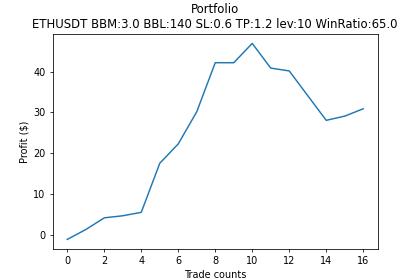 Portfolio
ETHUSDT BBM:3.0 BBL:140 SL:0.6 TP:1.2 lev:10 WinRatio:65.0
40
30
20
10
0
Profit ($)
0 2 4 6 8 10 12 14 16
Trade counts